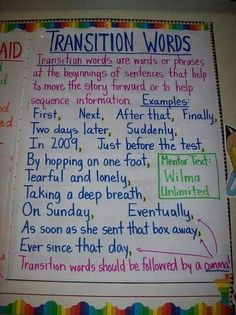 AID
TRANSITION WORDS
Transition words are words or phrases
at the beginnings of sentences that help
to move the story forward or to help
sequence information. Examples:
First, Next, After that, Finally,
Two days later, Suddenly,
In 2009, Just before the test,
By hopping on one foot,
Tearful and lonely,
Taking a deep breath,
On Sunday, Eventually,
As soon as she sent that box away,
Ever since that day,
Mentor Text:
Wilma
Unlimited
Transition words should be followed by a comma!